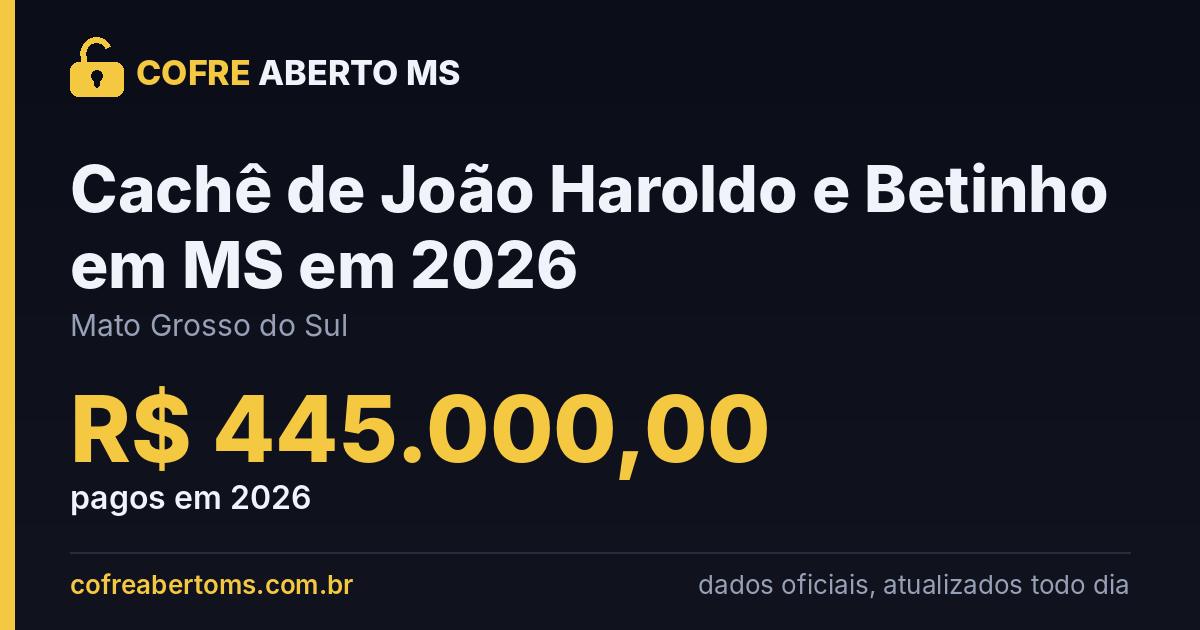 COFRE ABERTO MS
Cachê de João Haroldo e Betinho
em MS em 2026
Mato Grosso do Sul
R$ 445.000,00
pagos em 2026
cofreabertoms.com.br
dados oficiais, atualizados todo dia